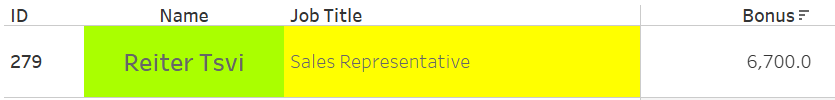 ID Name Job Title Bonus
279 Reiter Tsvi Sales Representative 6,700.0